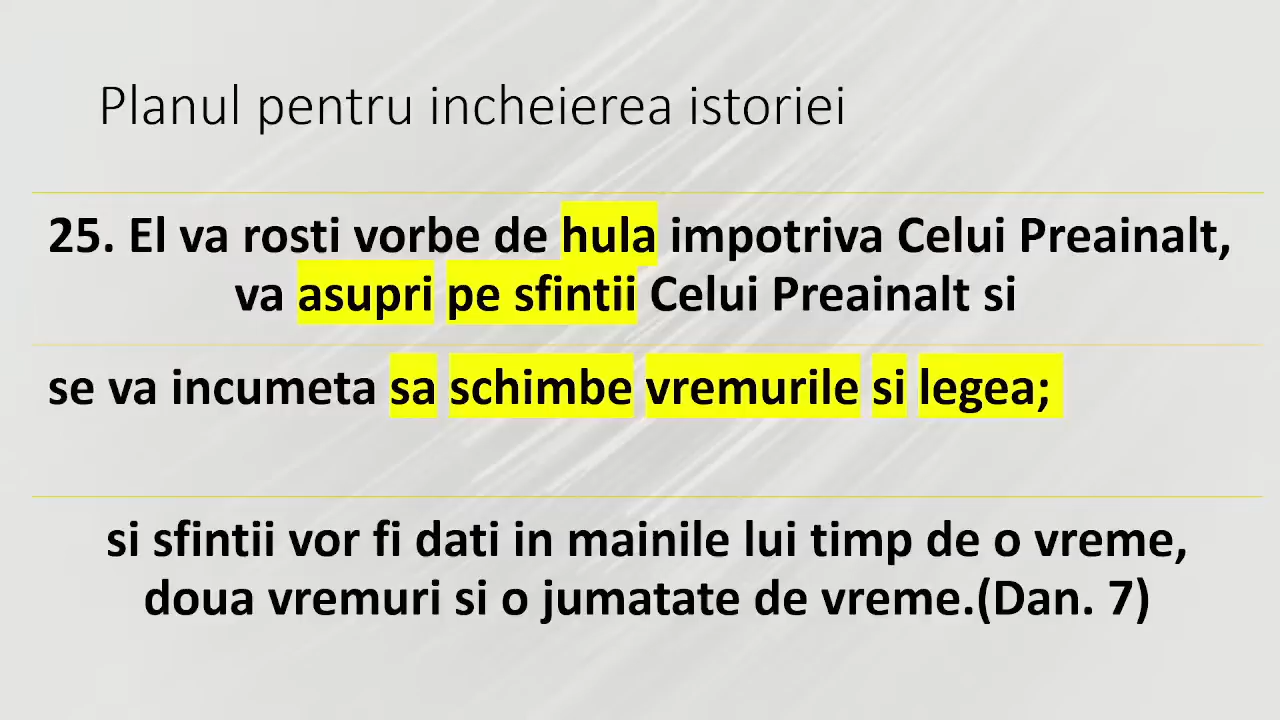 Planul pentru incheierea istoriei
25. El va rosti vorbe de hula impotriva Celui Preainalt,
va asupri pe sfintii Celui Preainalt si
se va incumeta sa schimbe vremurile si legea;
si sfintii vor fi dati in mainile lui timp de o vreme,
doua vremuri si o jumatate de vreme.(Dan. 7)